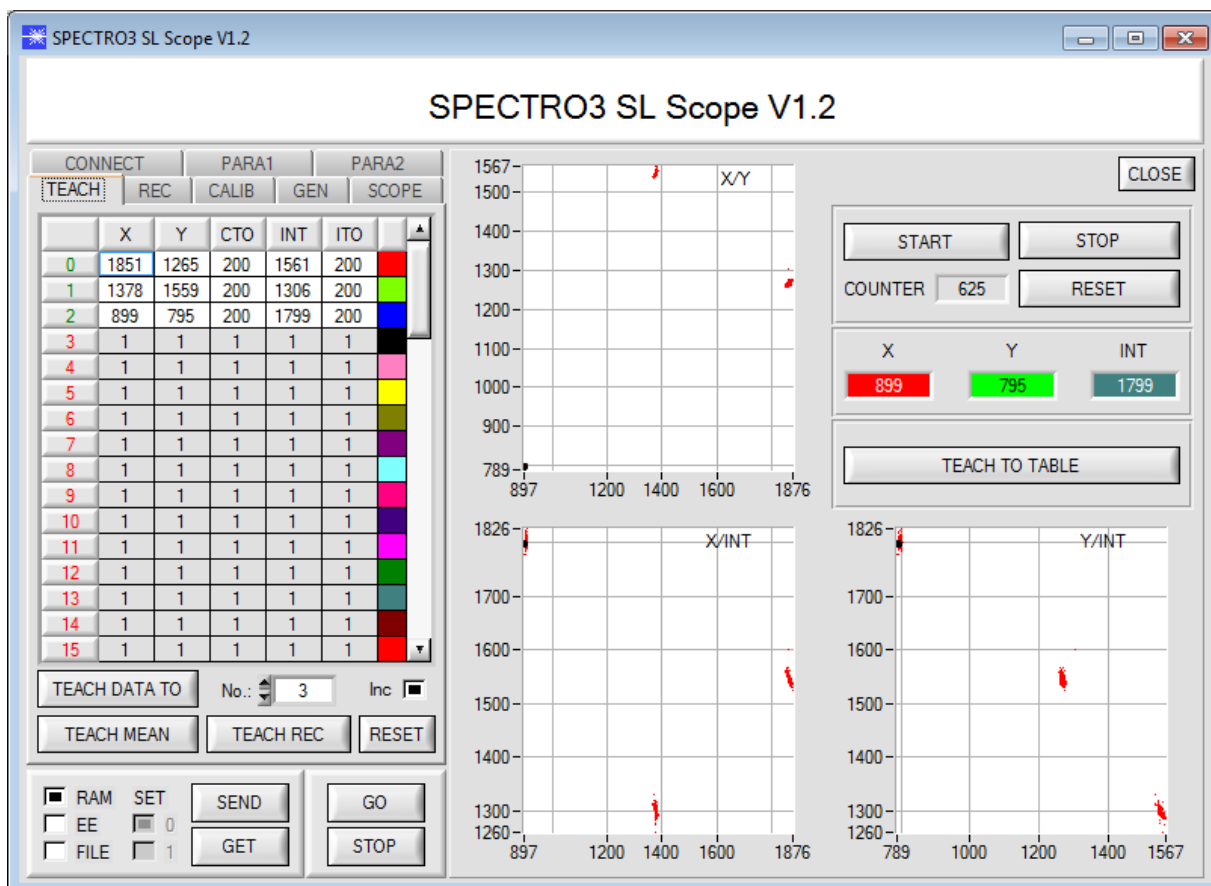 SPECTRO3 SL Scope V1.2
SPECTRO3 SL Scope V1.2
CONNECT PARA1 PARA2
TEACH REC CALIB GEN SCOPE
X Y CTO INT ITO
0 1851 1265 200 1561 200
1 1378 1559 200 1306 200
2 899 795 200 1799 200
3 1 1 1 1 1
4 1 1 1 1 1
5 1 1 1 1 1
6 1 1 1 1 1
7 1 1 1 1 1
8 1 1 1 1 1
9 1 1 1 1 1
10 1 1 1 1 1
11 1 1 1 1 1
12 1 1 1 1 1
13 1 1 1 1 1
14 1 1 1 1 1
15 1 1 1 1 1
TEACH DATA TO No.: 3 Inc
TEACH MEAN TEACH REC RESET
RAM SET SEND GO
EE 0
FILE 1 GET STOP
X/Y
1567
1500
1400
1300
1200
1100
1000
900
789
897 1200 1400 1600 1876
CLOSE
START STOP
COUNTER 625 RESET
X Y INT
899 795 1799
TEACH TO TABLE
X/INT
1826
1700
1600
1500
1400
1300
1260
897 1200 1400 1600 1876
Y/INT
1826
1700
1600
1500
1400
1300
1260
789 1000 1200 1400 1567